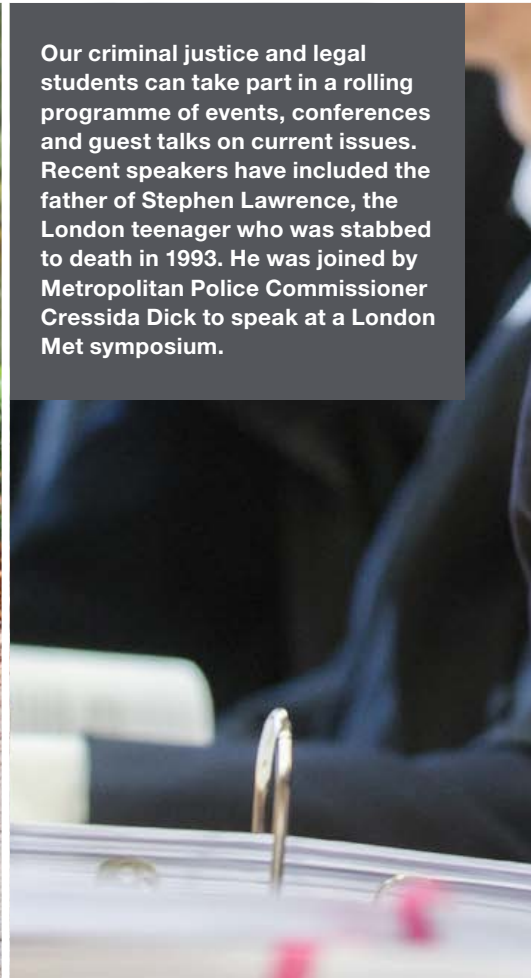 Our criminal justice and legal
students can take part in a rolling
programme of events, conferences
and guest talks on current issues.
Recent speakers have included the
father of Stephen Lawrence, the
London teenager who was stabbed
to death in 1993. He was joined by
Metropolitan Police Commissioner
Cressida Dick to speak at a London
Met symposium.